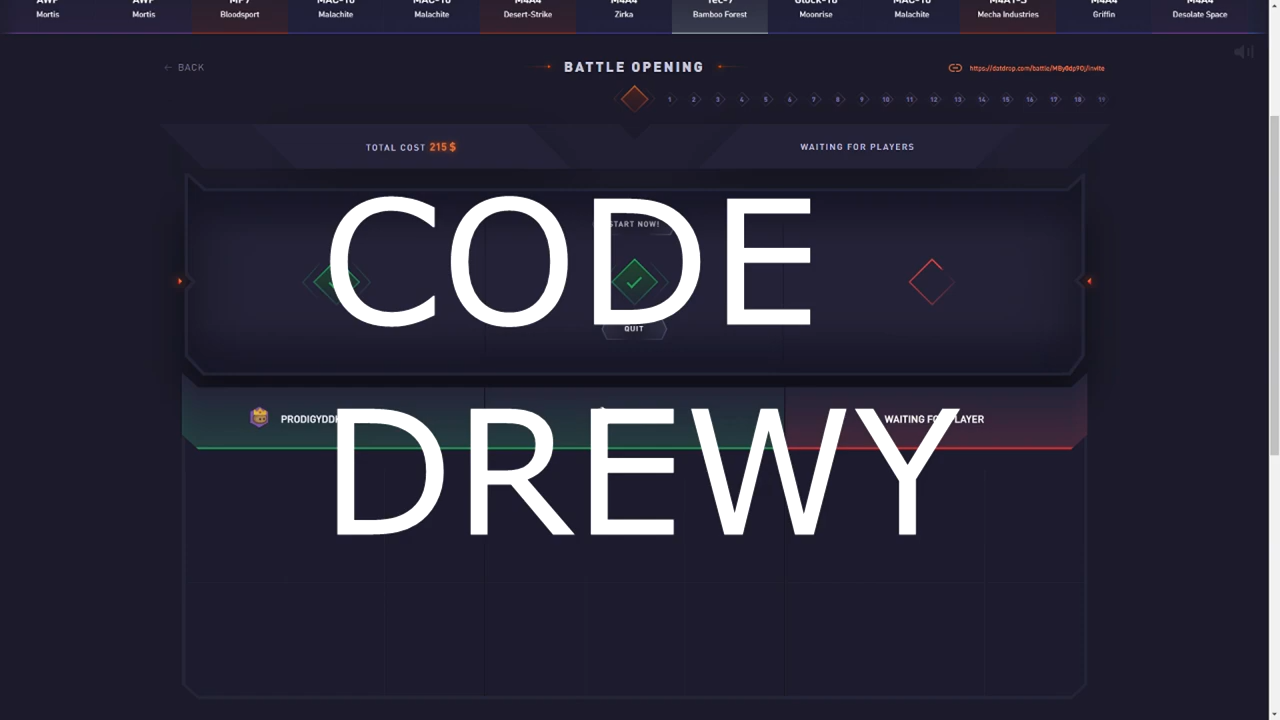 AWP AWP MP7 MAC-10 MAC-10 M4A4 M4A4 Tec-9 Glock-18 MAC-10 M4A1-S M4A4 M4A4
Mortis Mortis Bloodsport Malachite Malachite Desert-Strike Zirka Bamboo Forest Moonrise Malachite Mecha Industries Griffin Desolate Space
← BACK
BATTLE OPENING
1 2 3 4 5 6 7 8 9 10 11 12 13 14 15 16 17 18 19
TOTAL COST 215 $
WAITING FOR PLAYERS
START NOW!
CODE
QUIT
WAITING FOR PLAYER
DREWY